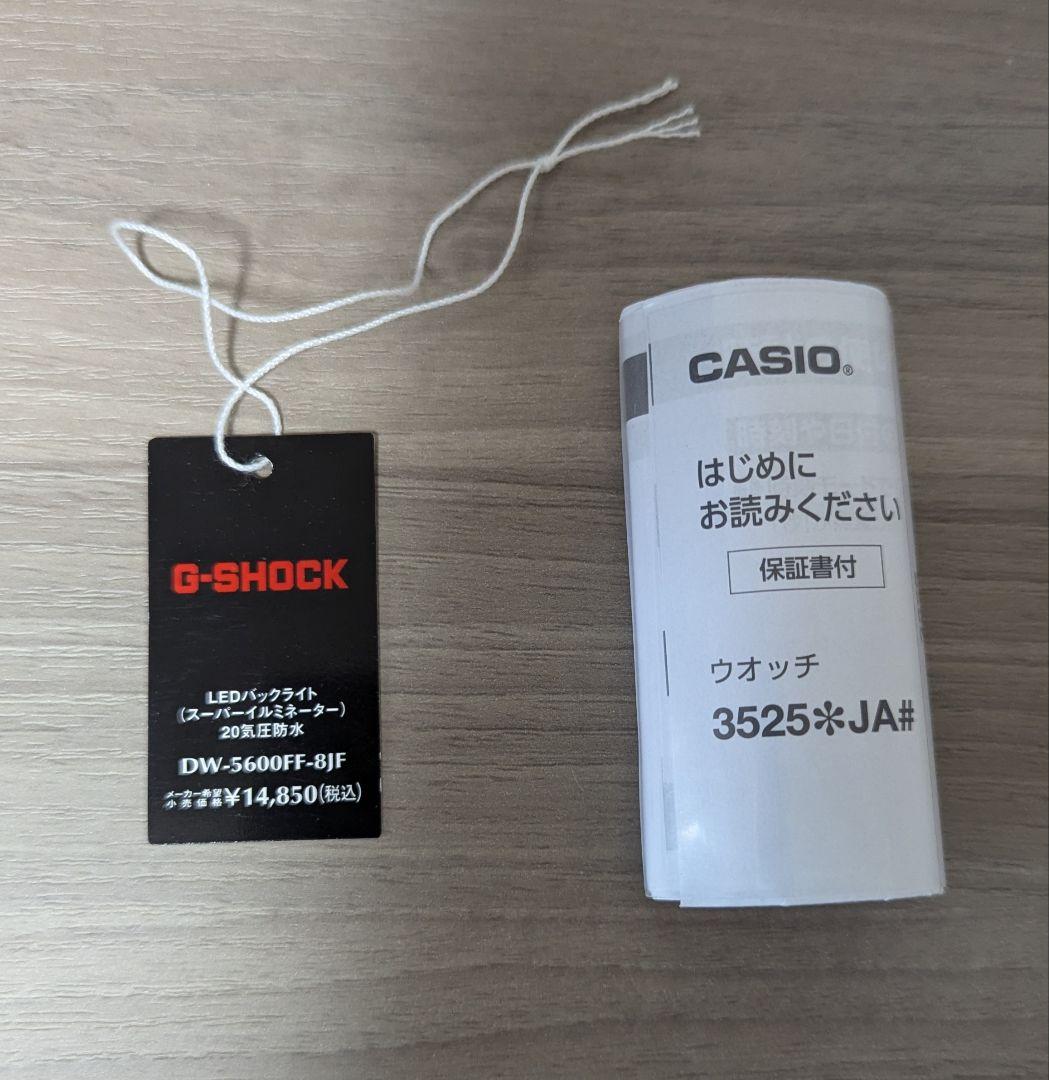 G-SHOCK
LEDバックライト
(スーパーイルミネーター)
20気圧防水
DW-5600FF-8JF
メーカー希望
小売価格 ¥14,850(税込)
CASIO®
はじめに
お読みください
保証書付
ウオッチ
3525✻JA#